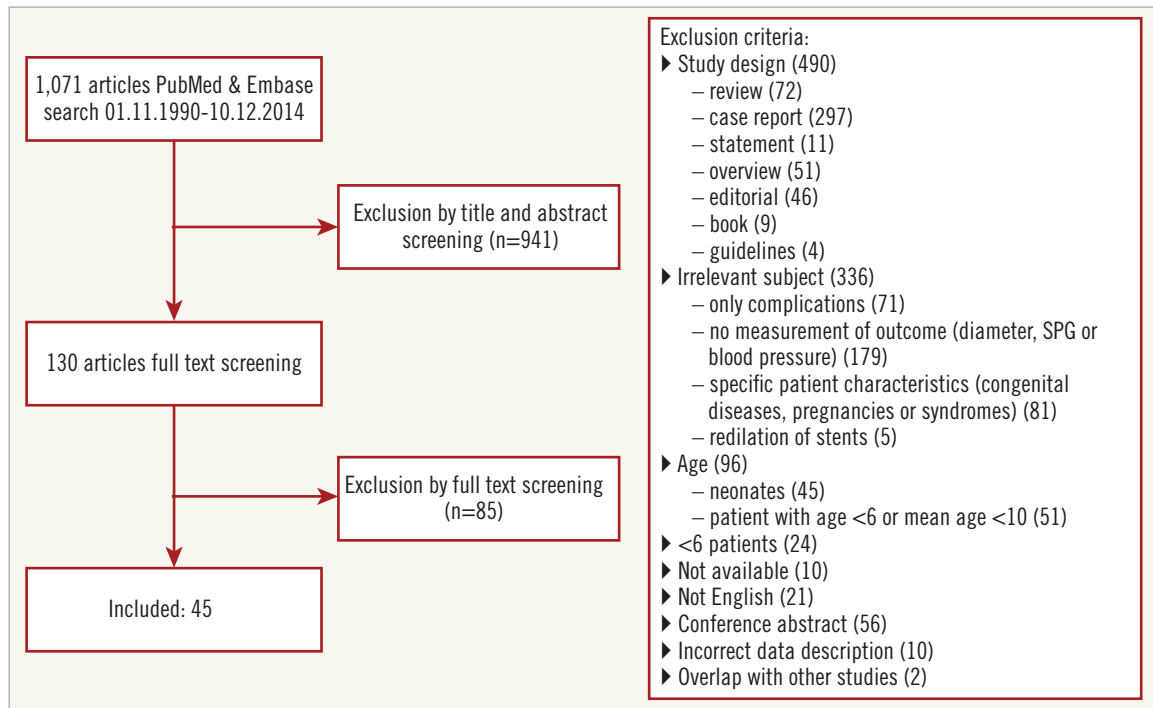 1,071 articles PubMed & Embase
search 01.11.1990-10.12.2014
Exclusion by title and abstract
screening (n=941)
130 articles full text screening
Exclusion by full text screening
(n=85)
Included: 45
Exclusion criteria:
▶ Study design (490)
– review (72)
– case report (297)
– statement (11)
– overview (51)
– editorial (46)
– book (9)
– guidelines (4)
▶ Irrelevant subject (336)
– only complications (71)
– no measurement of outcome (diameter, SPG or
blood pressure) (179)
– specific patient characteristics (congenital
diseases, pregnancies or syndromes) (81)
– redilation of stents (5)
▶ Age (96)
– neonates (45)
– patient with age <6 or mean age <10 (51)
▶ <6 patients (24)
▶ Not available (10)
▶ Not English (21)
▶ Conference abstract (56)
▶ Incorrect data description (10)
▶ Overlap with other studies (2)